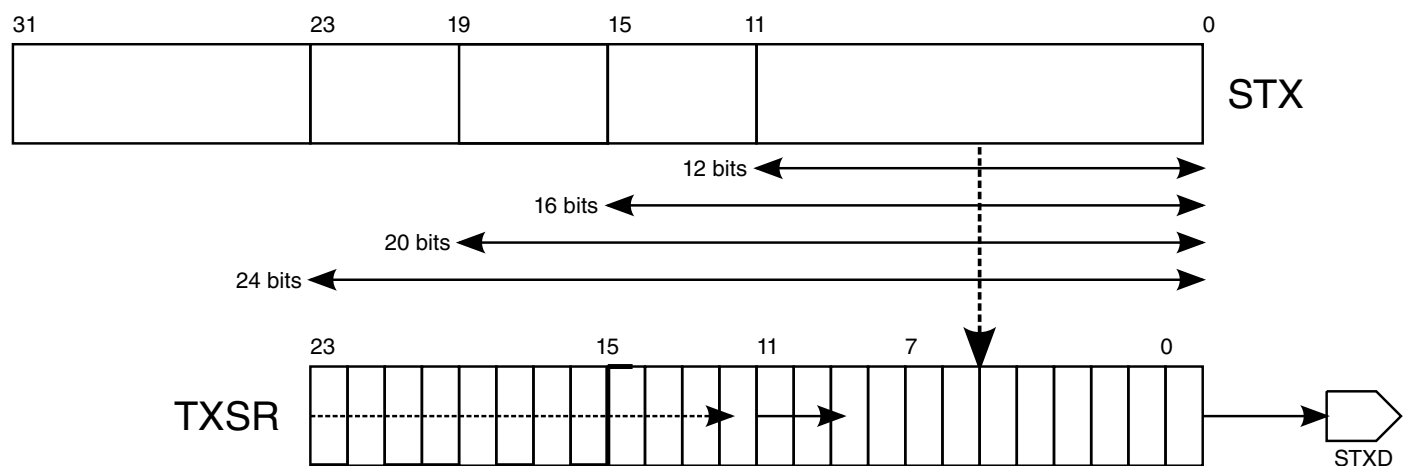 31 23 19 15 11 0
STX
12 bits
16 bits
20 bits
24 bits
23 15 11 7 0
TXSR
STXD